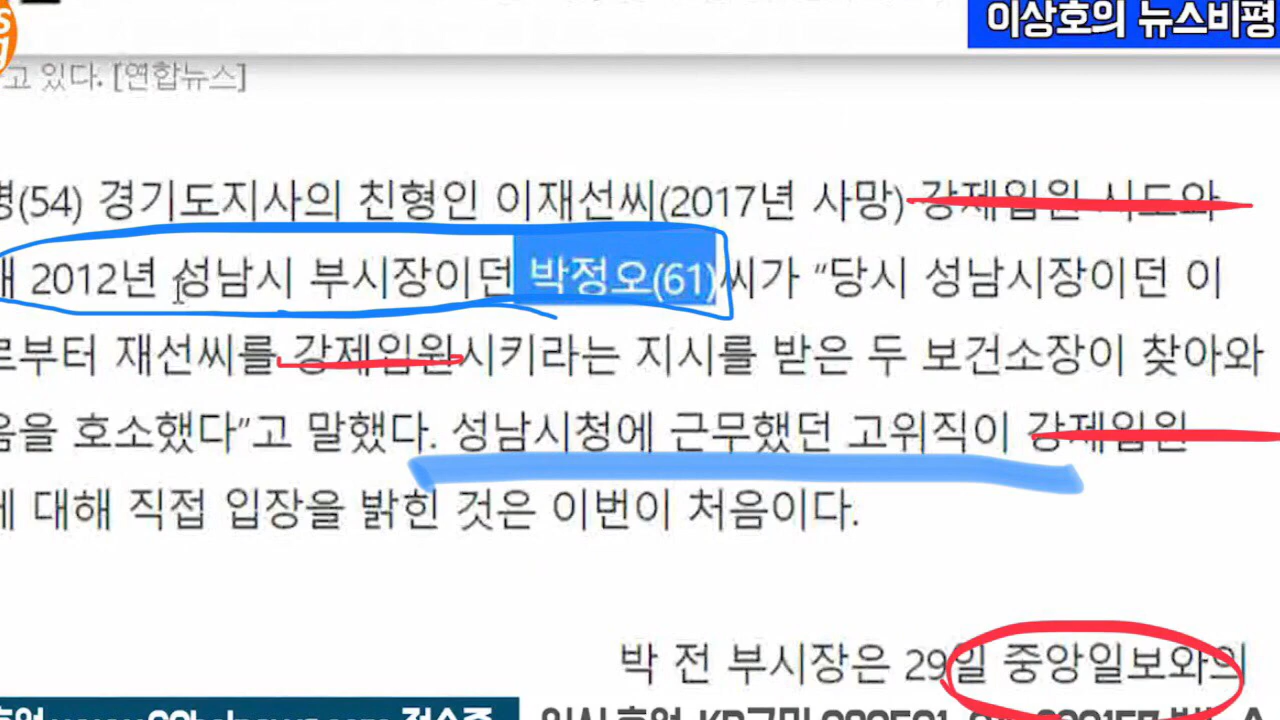 이상호의 뉴스비평
고 있다. [연합뉴스]
(54) 경기도지사의 친형인 이재선씨(2017년 사망) 강제입원 시도와
2012년 성남시 부시장이던 박정오(61)씨가 “당시 성남시장이던 이
로부터 재선씨를 강제입원시키라는 지시를 받은 두 보건소장이 찾아와
호소했다”고 말했다. 성남시청에 근무했던 고위직이 강제입원
대해 직접 입장을 밝힌 것은 이번이 처음이다.
박 전 부시장은 29일 중앙일보와의